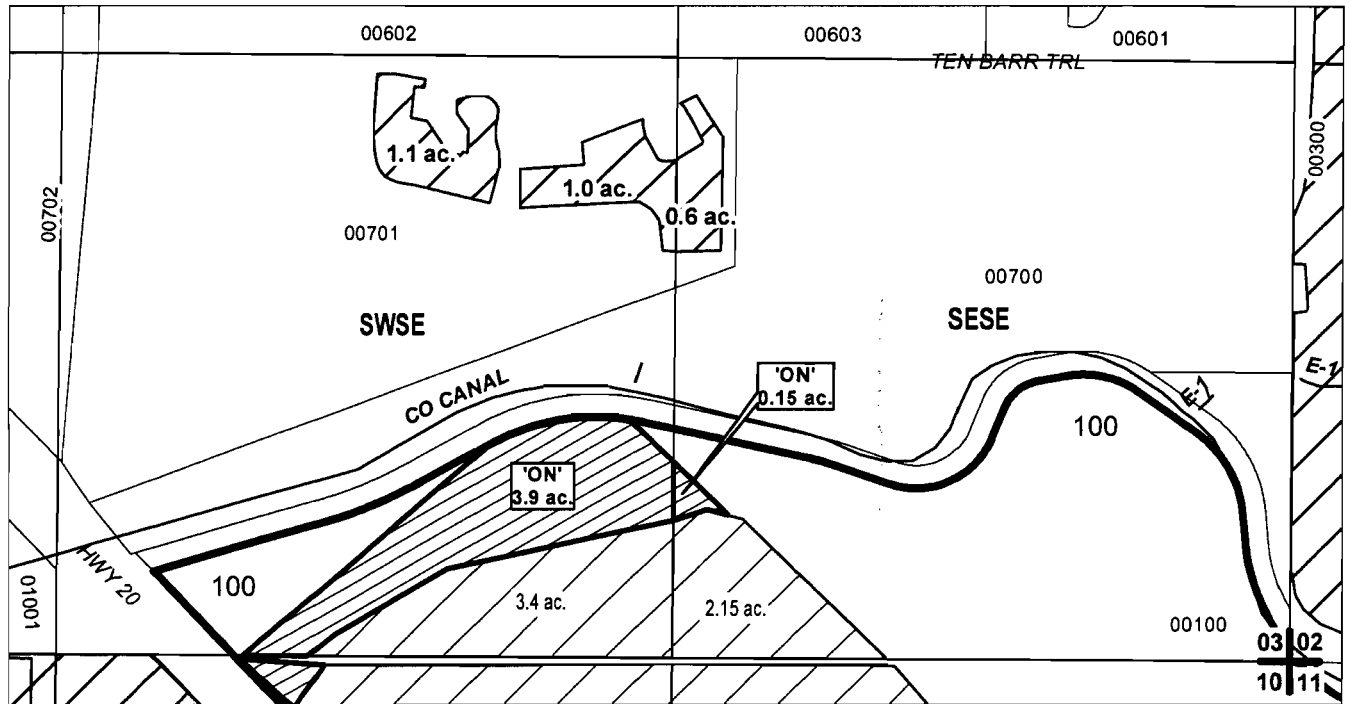 00602
00603
00601
TEN BARR TRL
00300
1.1 ac.
1.0 ac.
0.6 ac.
00702
00701
00700
SWSE
SESE
E-1
CO CANAL
I
'ON'
0.15 ac.
E-1
100
'ON'
3.9 ac.
HWY 20
01001
100
3.4 ac.
2.15 ac.
00100
03 02
10 11